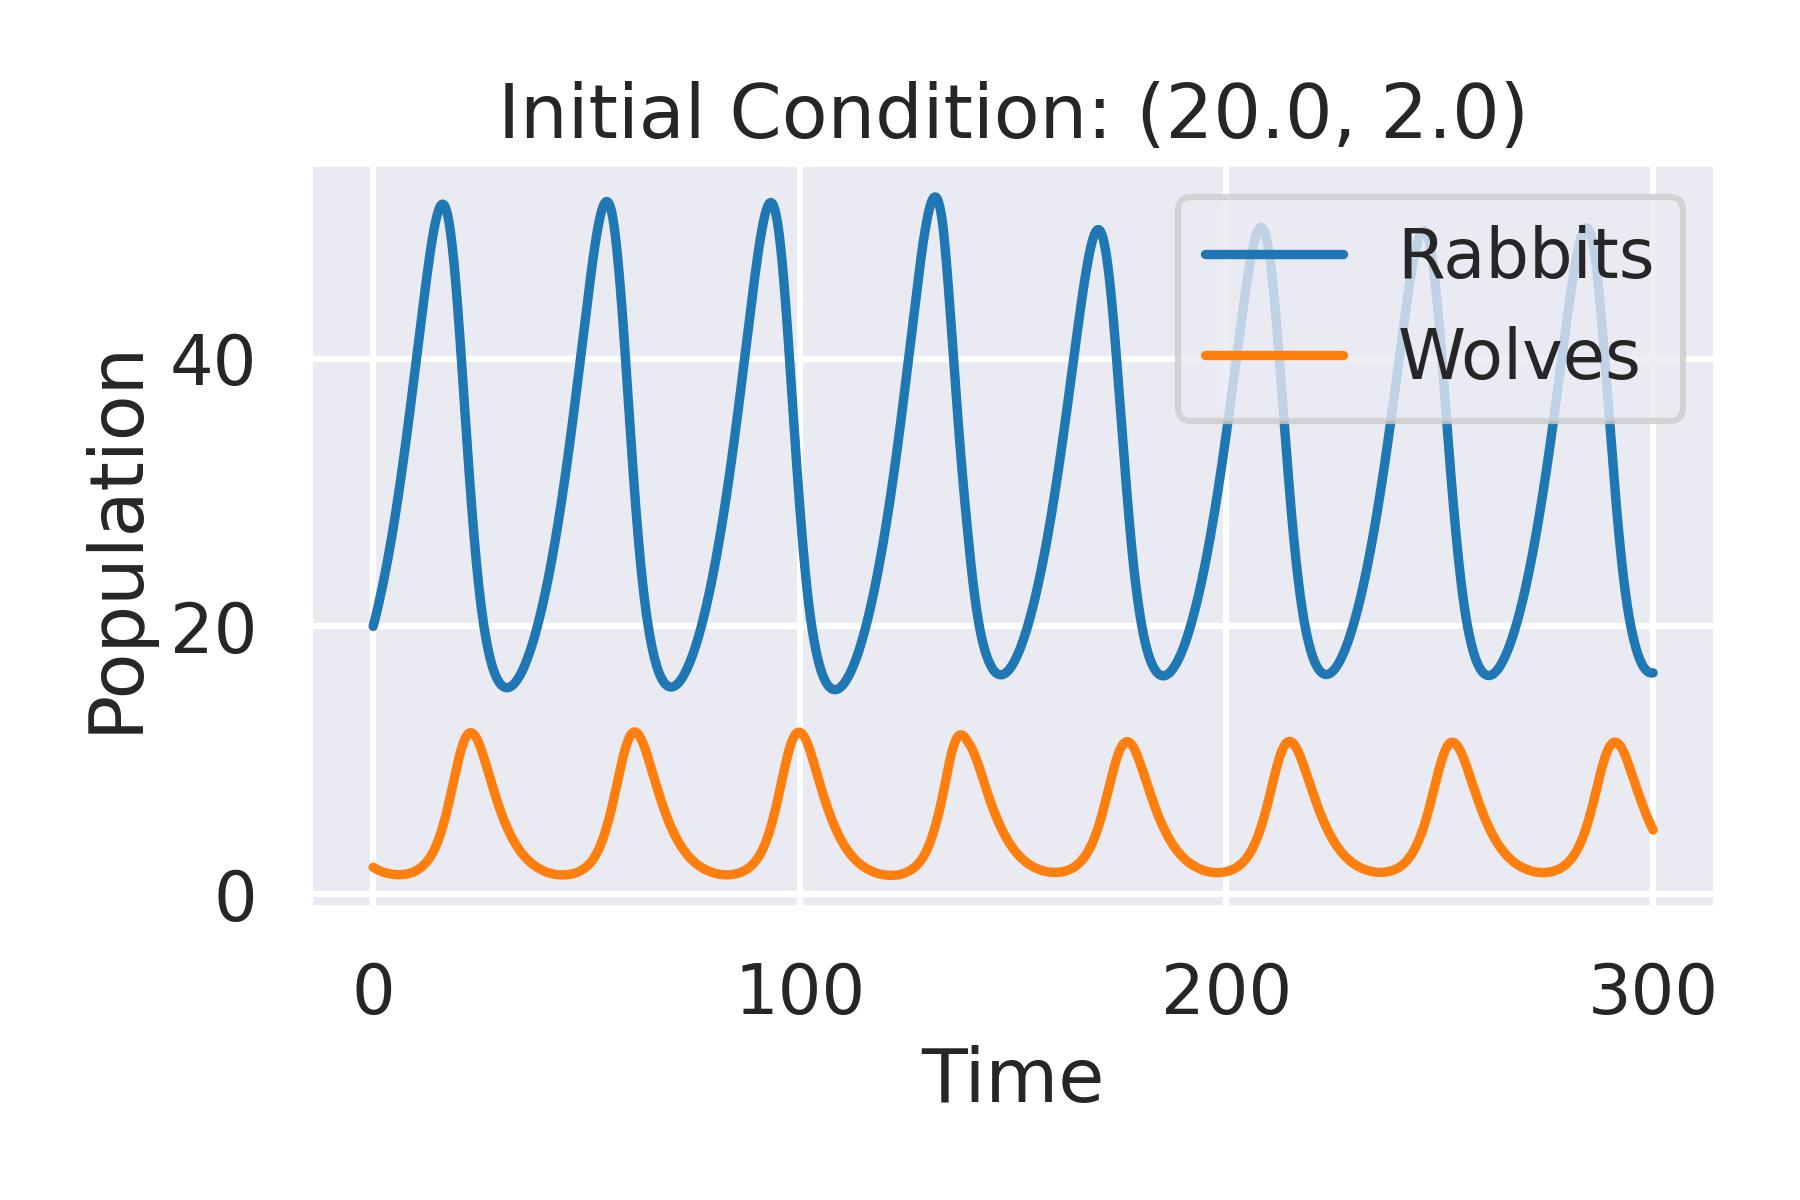 Initial Condition: (20.0, 2.0)
Rabbits
Wolves
Population
40
20
0
0 100 200 300
Time